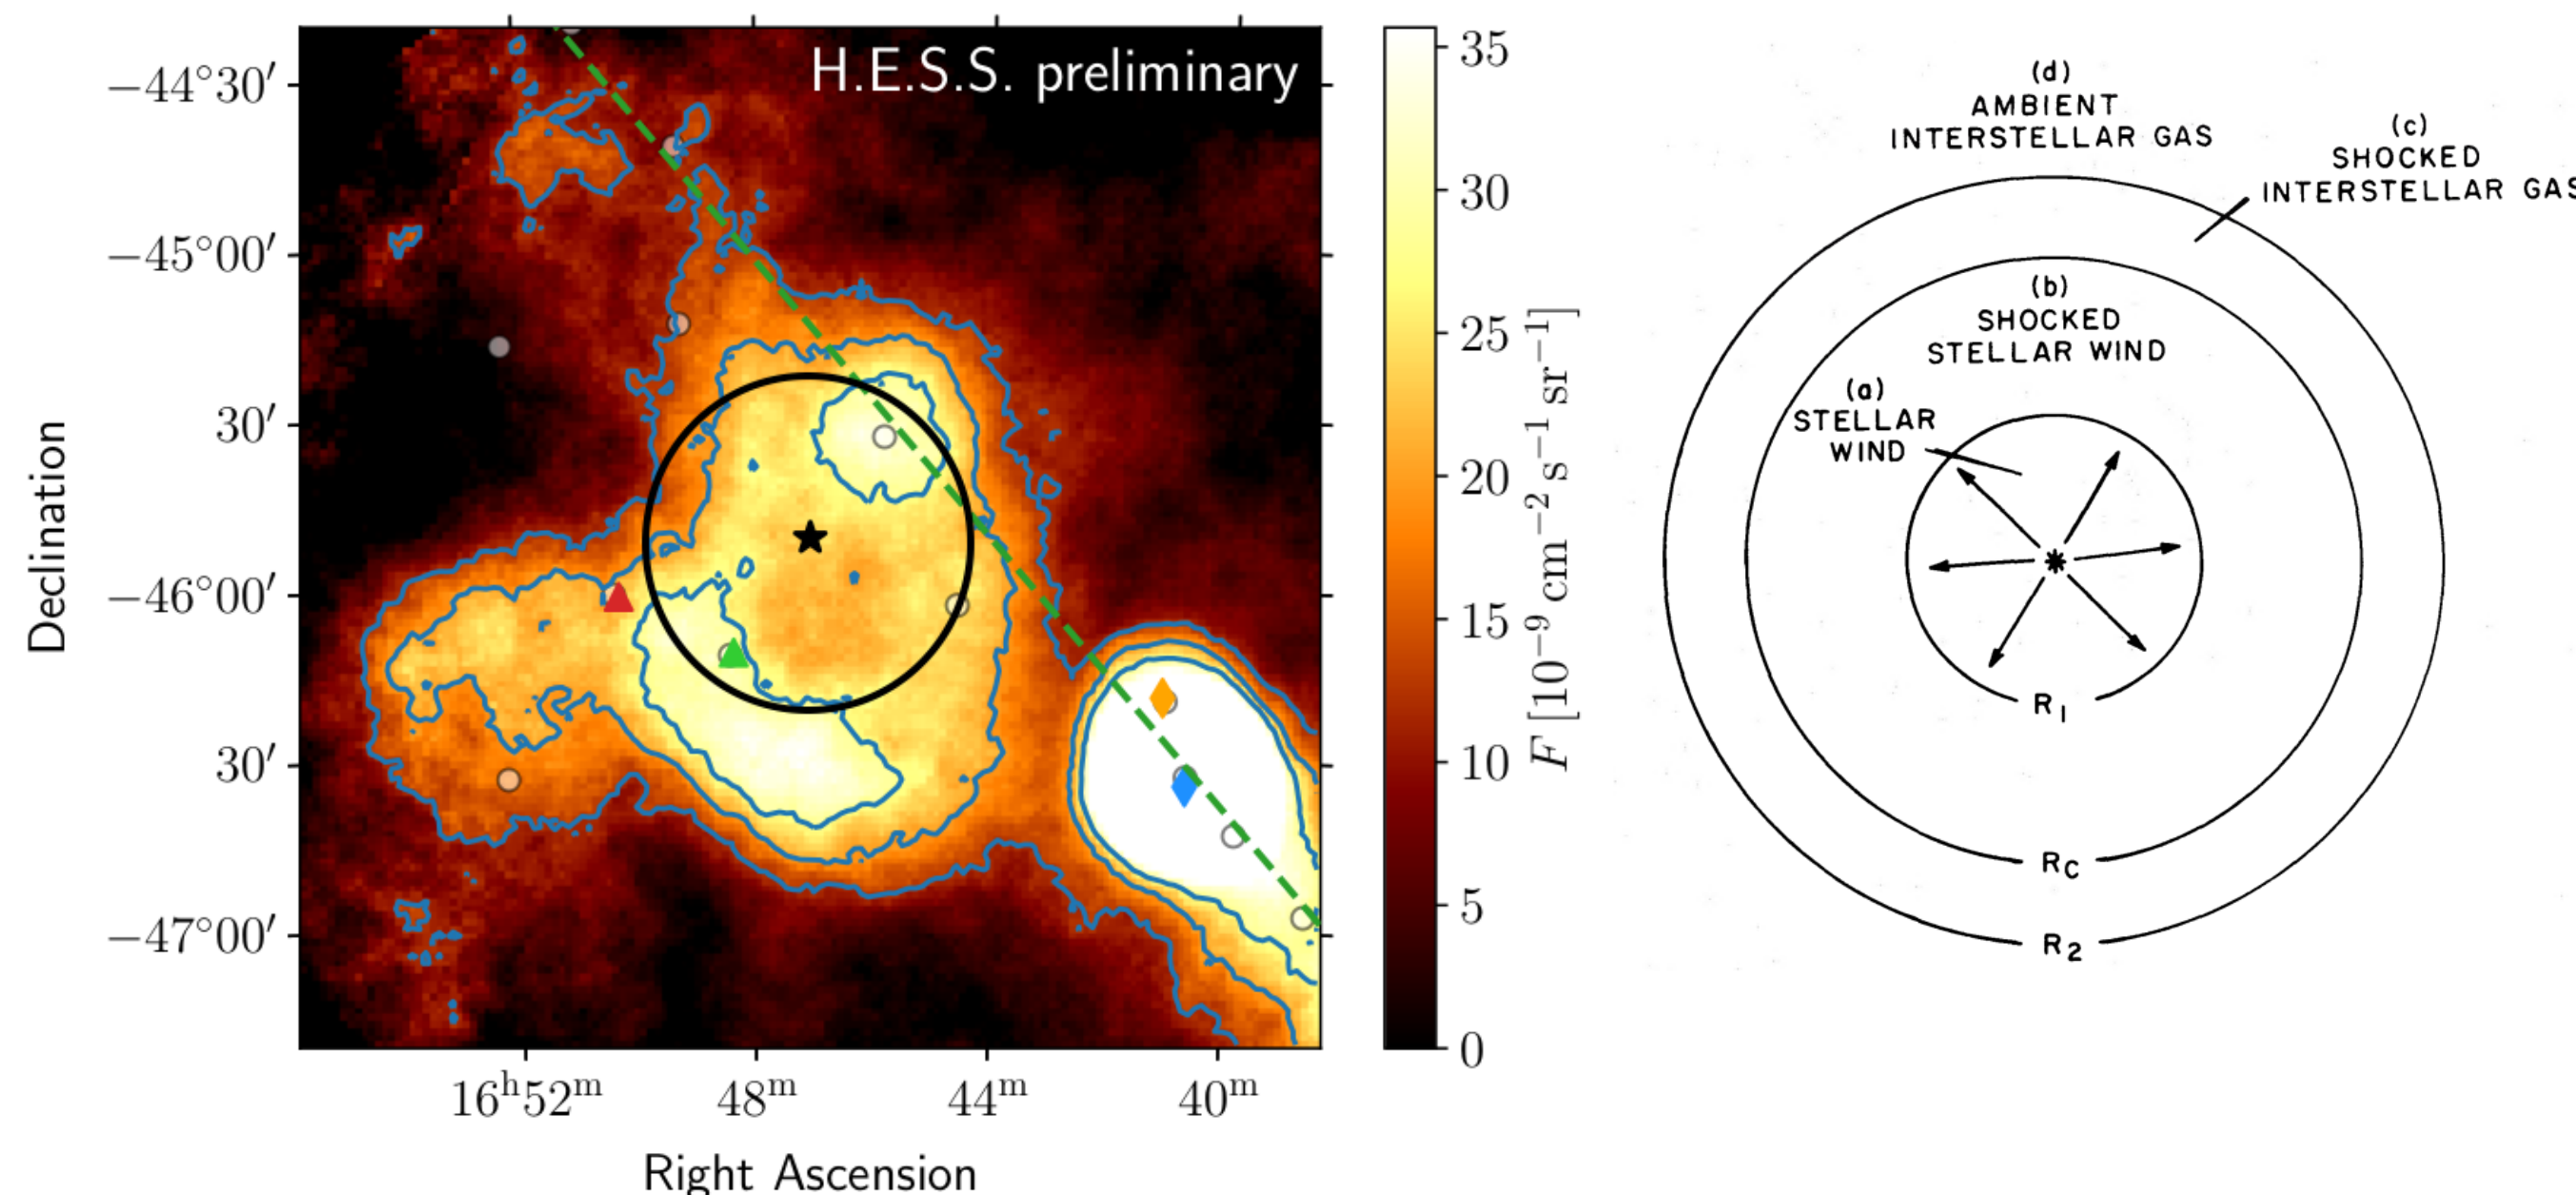 H.E.S.S. preliminary
−44°30′
−45°00′
30′
−46°00′
30′
−47°00′
Declination
16ʰ52ᵐ
48ᵐ
44ᵐ
40ᵐ
Right Ascension
35
30
25
20
15
10
5
0
F [10⁻⁹ cm⁻² s⁻¹ sr⁻¹]
(d)
AMBIENT
INTERSTELLAR GAS
(c)
SHOCKED
INTERSTELLAR GAS
(b)
SHOCKED
STELLAR WIND
(a)
STELLAR
WIND
R₁
R_C
R₂